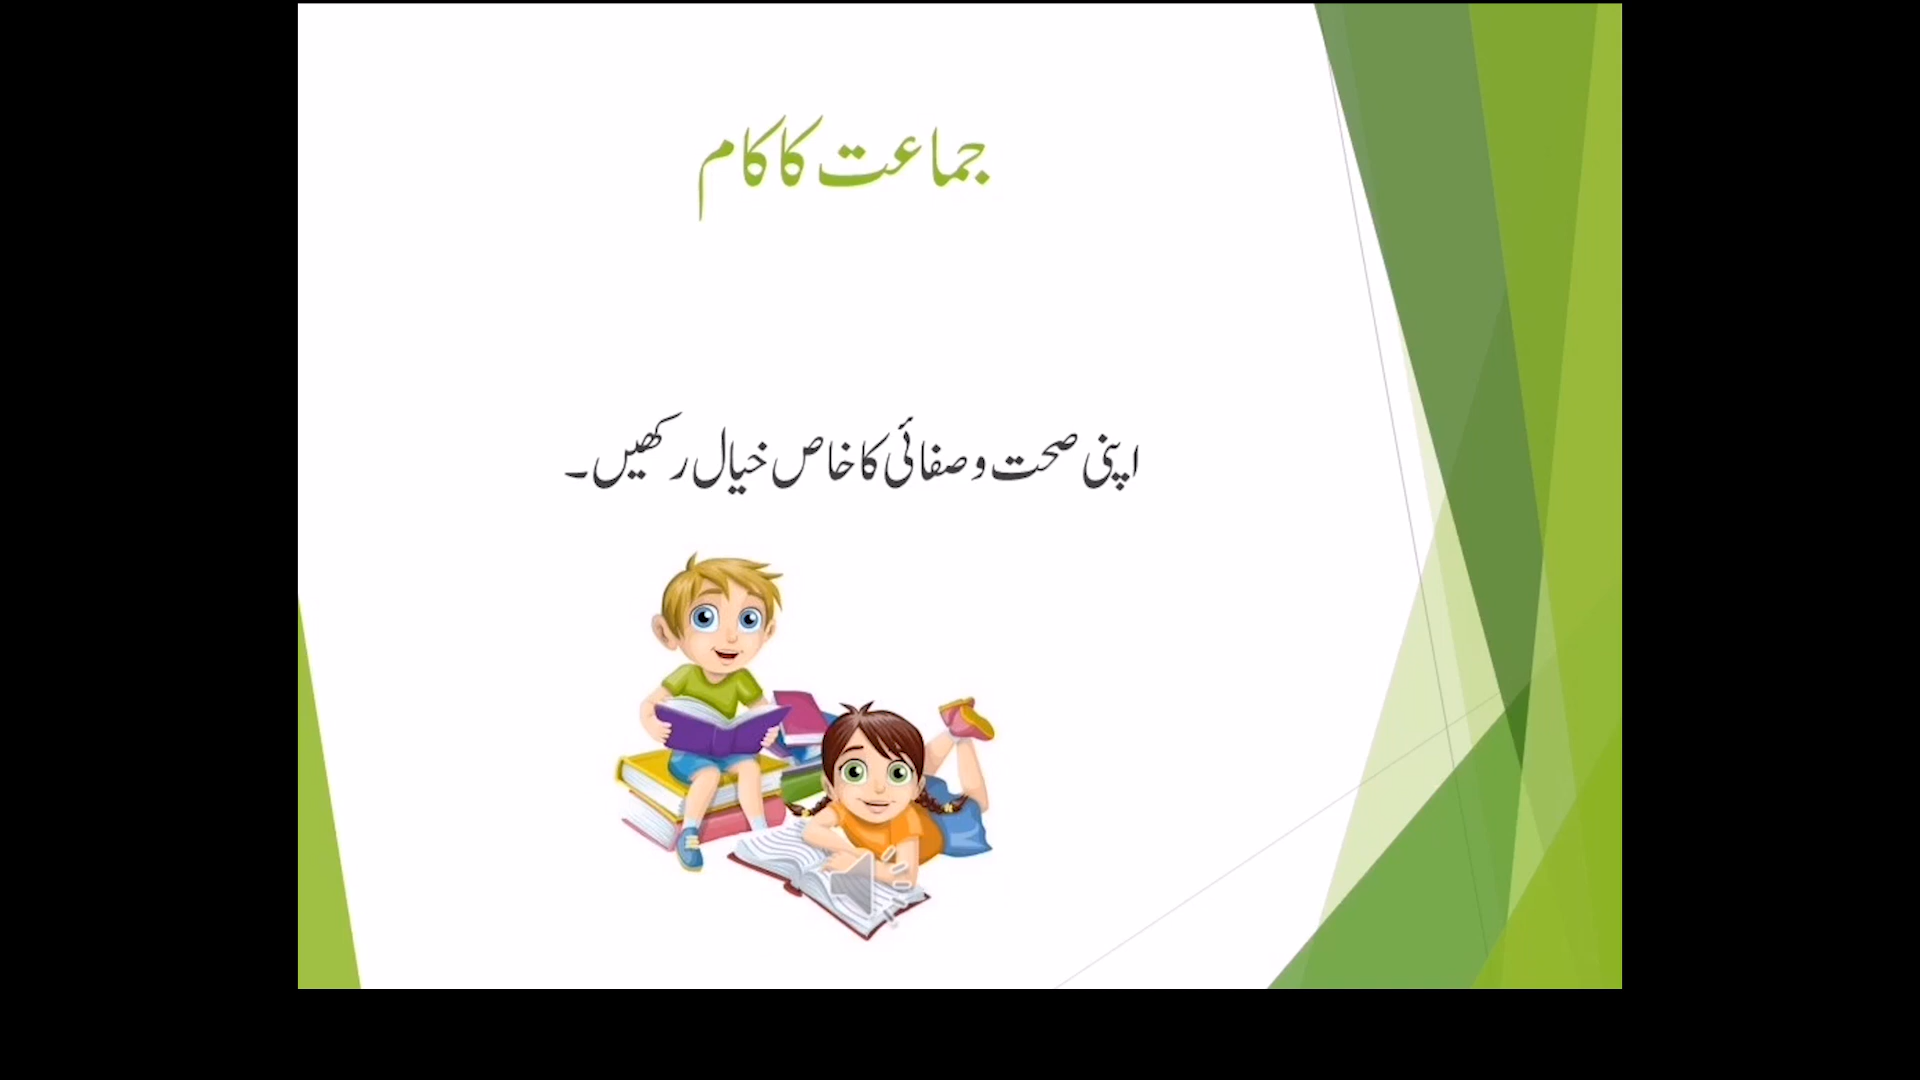 جماعت کا کام
اپنی صحت و صفائی کا خاص خیال رکھیں۔